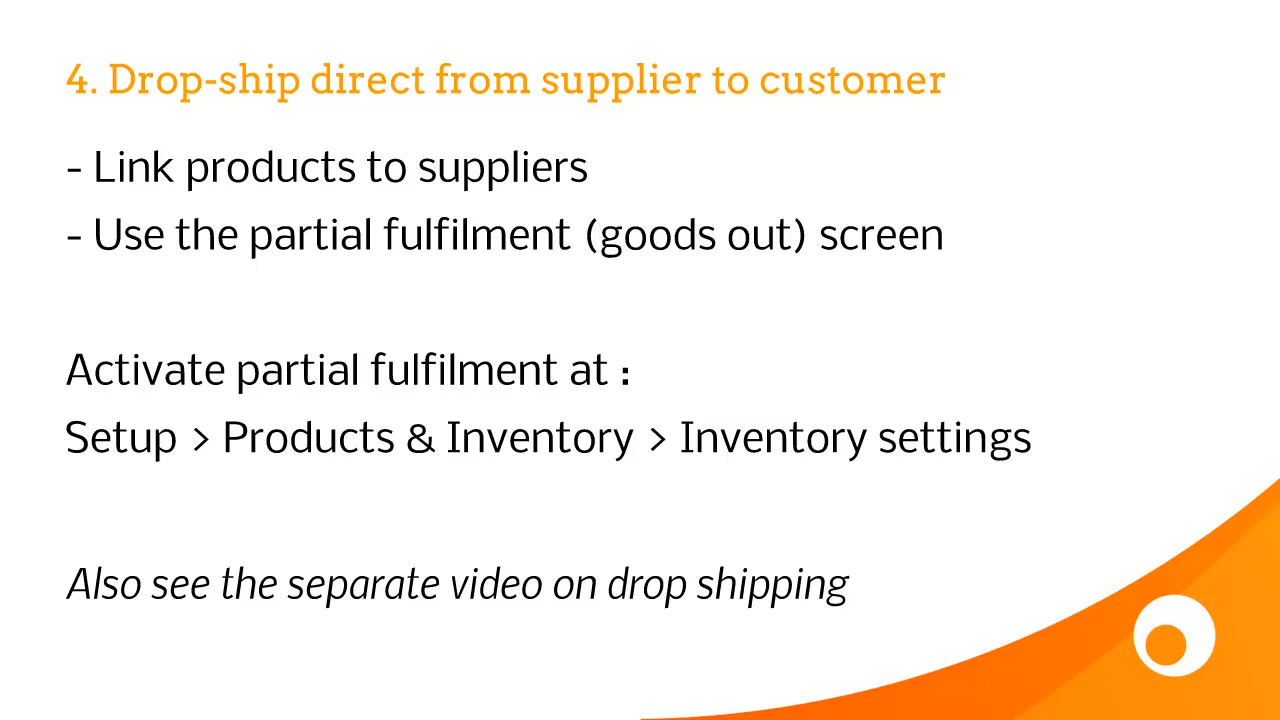 4. Drop-ship direct from supplier to customer
- Link products to suppliers
- Use the partial fulfilment (goods out) screen
Activate partial fulfilment at :
Setup > Products & Inventory > Inventory settings
Also see the separate video on drop shipping